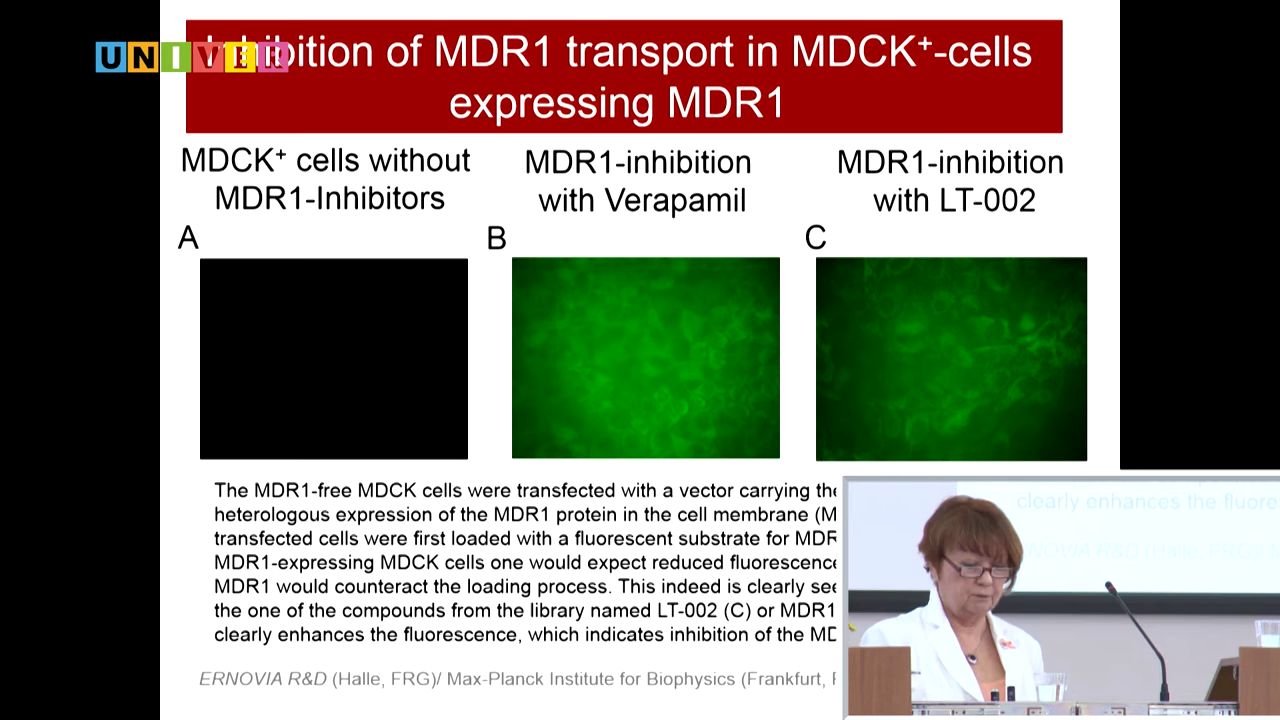 UNIVER
Inhibition of MDR1 transport in MDCK⁺-cells
expressing MDR1
MDCK⁺ cells without
MDR1-Inhibitors
MDR1-inhibition
with Verapamil
MDR1-inhibition
with LT-002
A
B
C
The MDR1-free MDCK cells were transfected with a vector carrying the
heterologous expression of the MDR1 protein in the cell membrane (M
transfected cells were first loaded with a fluorescent substrate for MDR
MDR1-expressing MDCK cells one would expect reduced fluorescence
MDR1 would counteract the loading process. This indeed is clearly see
the one of the compounds from the library named LT-002 (C) or MDR1
clearly enhances the fluorescence, which indicates inhibition of the MD
ERNOVIA R&D (Halle, FRG)/ Max-Planck Institute for Biophysics (Frankfurt, F
clearly enhances the fluore
NOVIA R&D (Halle, FRG)/